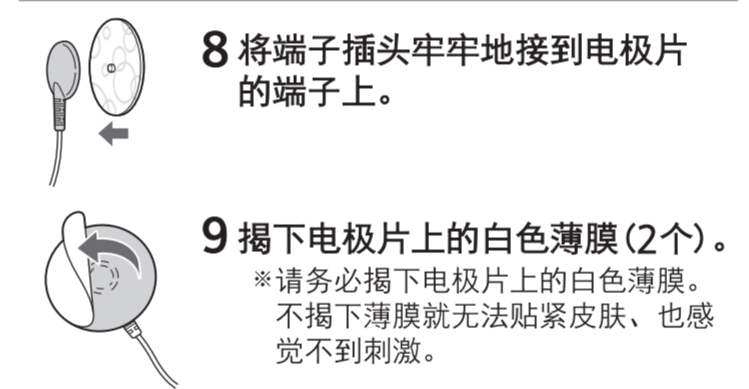 8 将端子插头牢牢地接到电极片
的端子上。
9 揭下电极片上的白色薄膜(2个)。
※请务必揭下电极片上的白色薄膜。
不揭下薄膜就无法贴紧皮肤、也感
觉不到刺激。